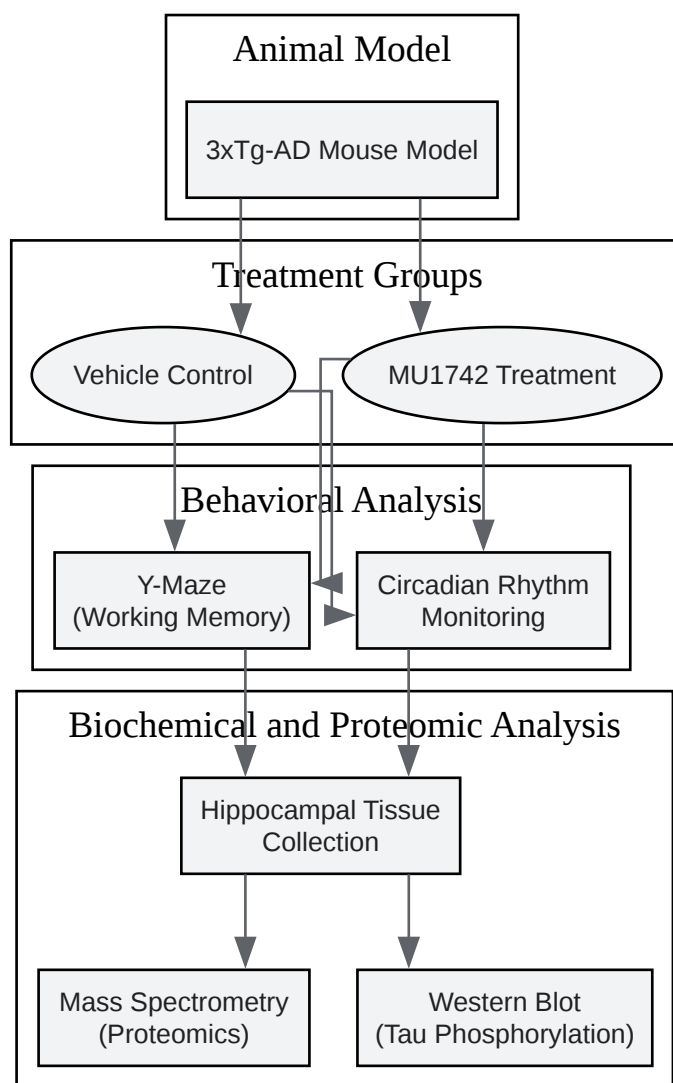 Animal Model
3xTg-AD Mouse Model
Treatment Groups
Vehicle Control
MU1742 Treatment
Behavioral Analysis
Y-Maze
(Working Memory)
Circadian Rhythm
Monitoring
Biochemical and Proteomic Analysis
Hippocampal Tissue
Collection
Mass Spectrometry
(Proteomics)
Western Blot
(Tau Phosphorylation)